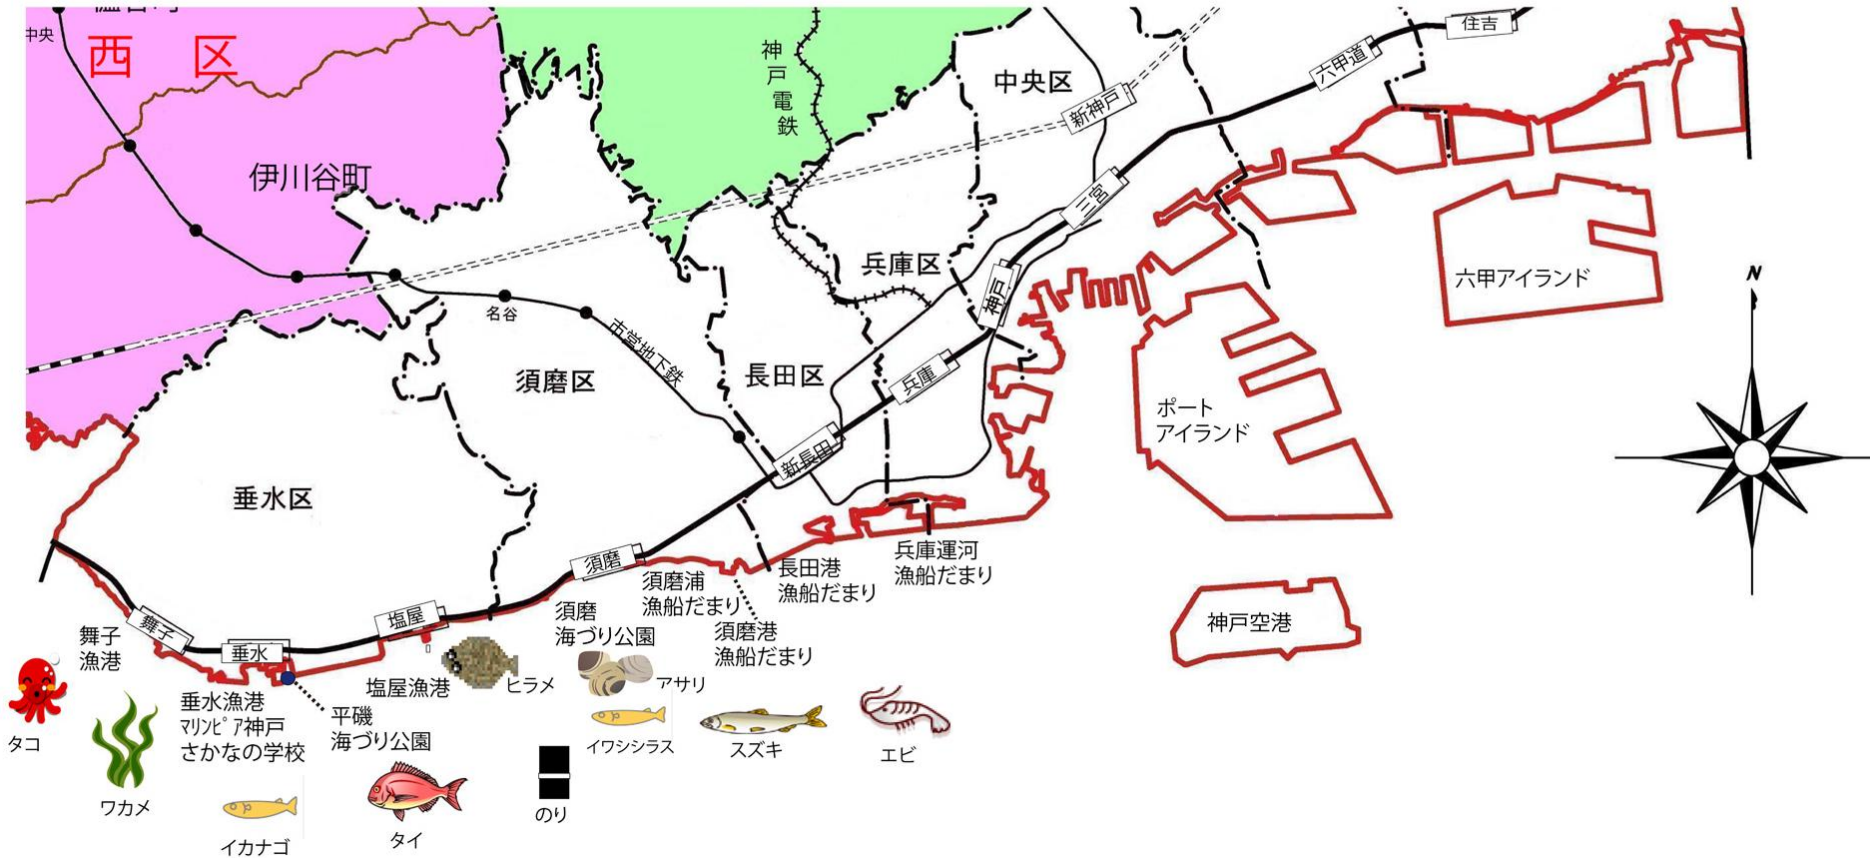 中央
西　区
伊川谷町
神戸電鉄
中央区
新神戸
六甲道
住吉
三宮
兵庫区
神戸
六甲アイランド
N
名谷
市営地下鉄
須磨区
長田区
兵庫
新長田
ポート
アイランド
垂水区
須磨
長田港
漁船だまり
兵庫運河
漁船だまり
須磨浦
漁船だまり
須磨港
漁船だまり
須磨
海づり公園
神戸空港
舞子
垂水
塩屋
舞子
漁港
垂水漁港
ﾏﾘﾝﾋﾟｱ神戸
さかなの学校
平磯
海づり公園
塩屋漁港
ヒラメ
アサリ
タコ
ワカメ
イカナゴ
タイ
のり
イワシシラス
スズキ
エビ